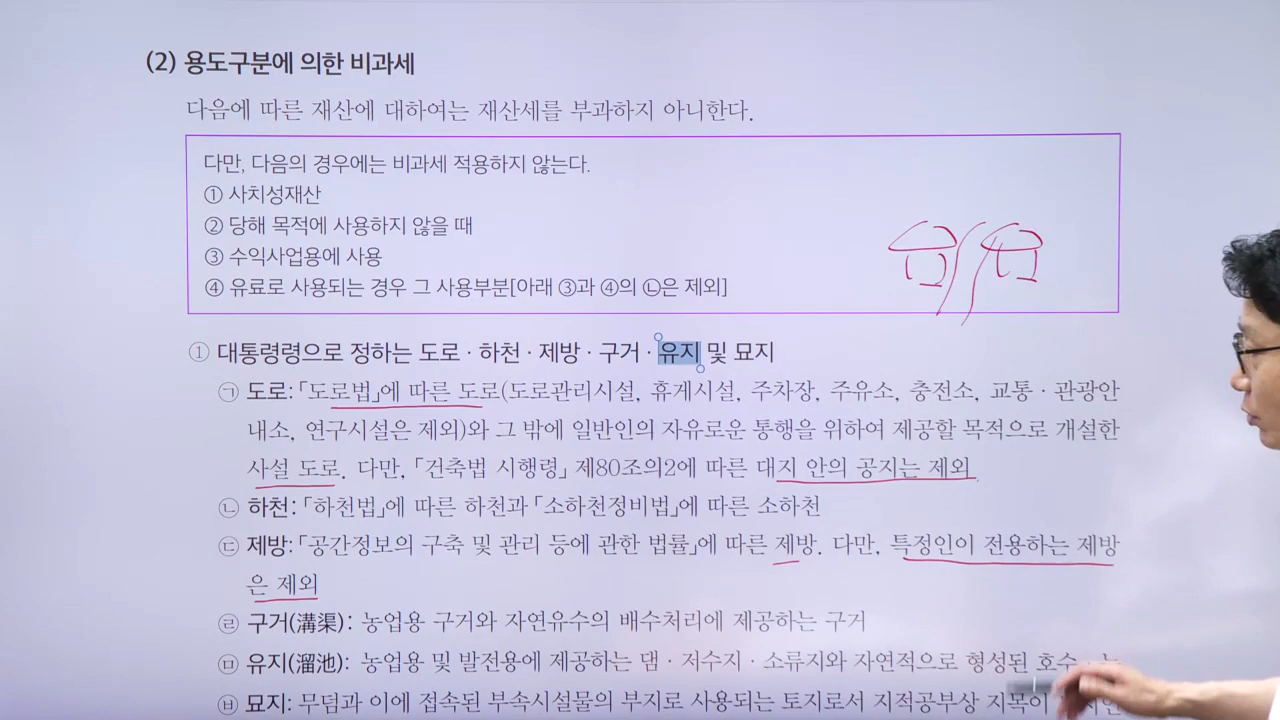 (2) 용도구분에 의한 비과세
다음에 따른 재산에 대하여는 재산세를 부과하지 아니한다.
다만, 다음의 경우에는 비과세 적용하지 않는다.
① 사치성재산
② 당해 목적에 사용하지 않을 때
③ 수익사업용에 사용
④ 유료로 사용되는 경우 그 사용부분[아래 ③과 ④의 ㉡은 제외]
① 대통령령으로 정하는 도로 · 하천 · 제방 · 구거 · 유지 및 묘지
㉠ 도로: 「도로법」에 따른 도로(도로관리시설, 휴게시설, 주차장, 주유소, 충전소, 교통 · 관광안
내소, 연구시설은 제외)와 그 밖에 일반인의 자유로운 통행을 위하여 제공할 목적으로 개설한
사설 도로. 다만, 「건축법 시행령」 제80조의2에 따른 대지 안의 공지는 제외
㉡ 하천: 「하천법」에 따른 하천과 「소하천정비법」에 따른 소하천
㉢ 제방: 「공간정보의 구축 및 관리 등에 관한 법률」에 따른 제방. 다만, 특정인이 전용하는 제방
은 제외
㉣ 구거(溝渠): 농업용 구거와 자연유수의 배수처리에 제공하는 구거
㉤ 유지(溜池): 농업용 및 발전용에 제공하는 댐 · 저수지 · 소류지와 자연적으로 형성된 호수 ·
㉥ 묘지: 무덤과 이에 접속된 부속시설물의 부지로 사용되는 토지로서 지적공부상 지목이